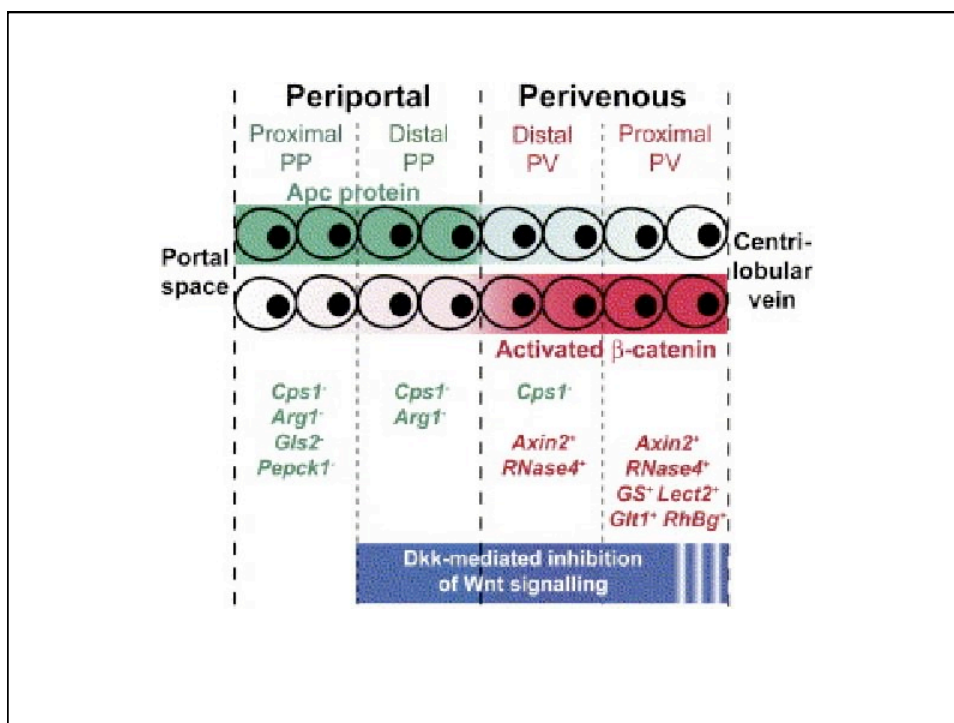 Periportal Perivenous
Proximal Distal Distal Proximal
PP PP PV PV
Apc protein
Portal
space
Centri-
lobular
vein
Activated β-catenin
Cps1⁻ Cps1⁻ Cps1⁻
Arg1⁻ Arg1⁻
Gls2⁻ Axin2⁺ Axin2⁺
Pepck1⁻ RNase4⁺ RNase4⁺
GS⁺ Lect2⁺
Glt1⁺ RhBg⁺
Dkk-mediated inhibition
of Wnt signalling